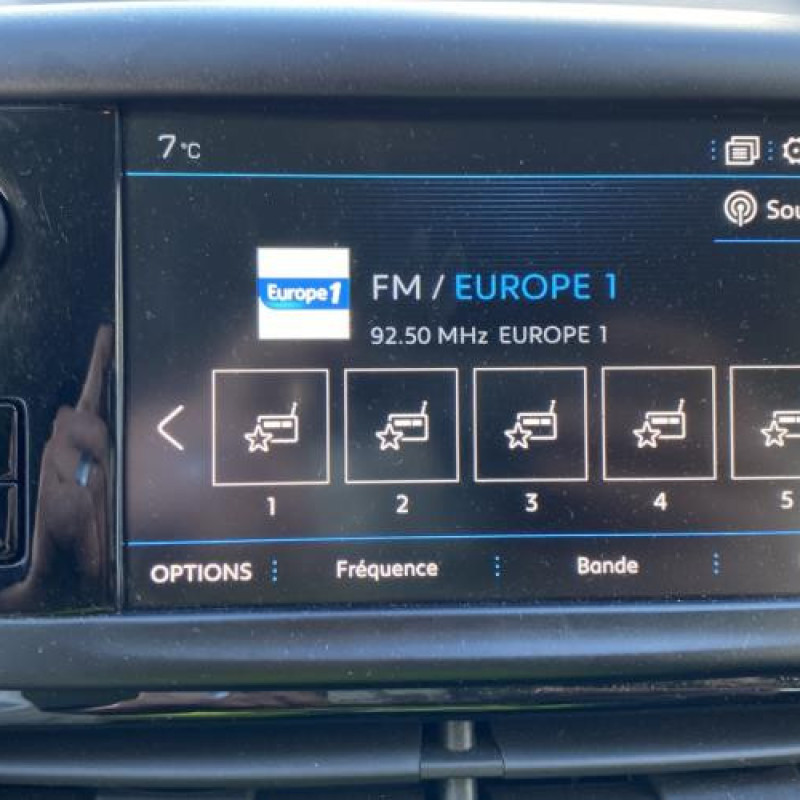 7 °C
Sou
Europe 1
FM / EUROPE 1
92.50 MHz EUROPE 1
1 2 3 4 5
OPTIONS Fréquence Bande